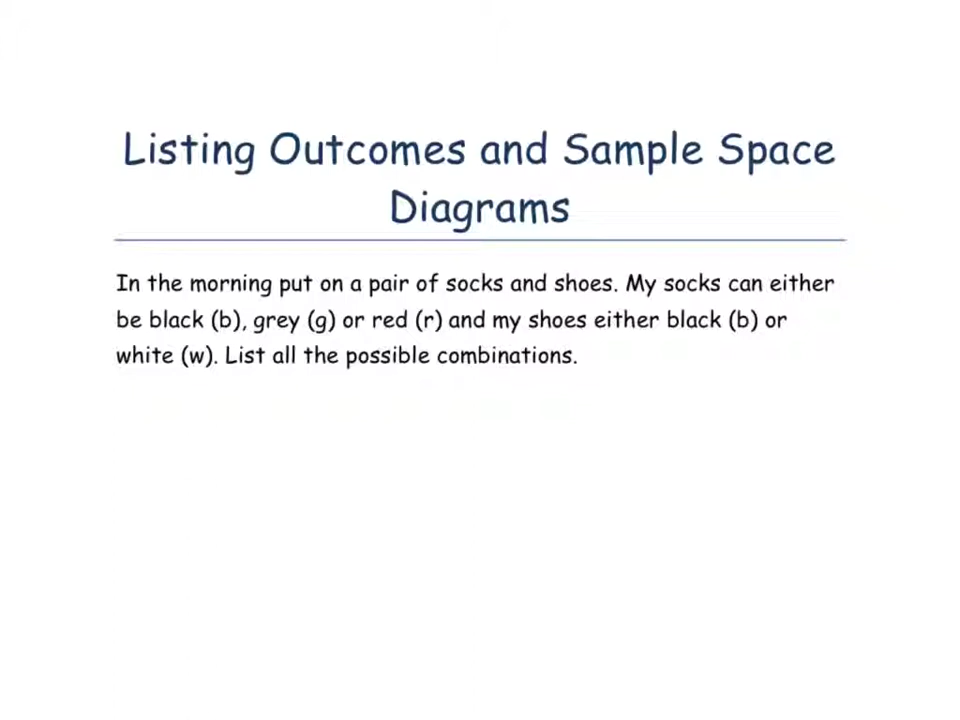 Listing Outcomes and Sample Space
Diagrams
In the morning put on a pair of socks and shoes. My socks can either
be black (b), grey (g) or red (r) and my shoes either black (b) or
white (w). List all the possible combinations.